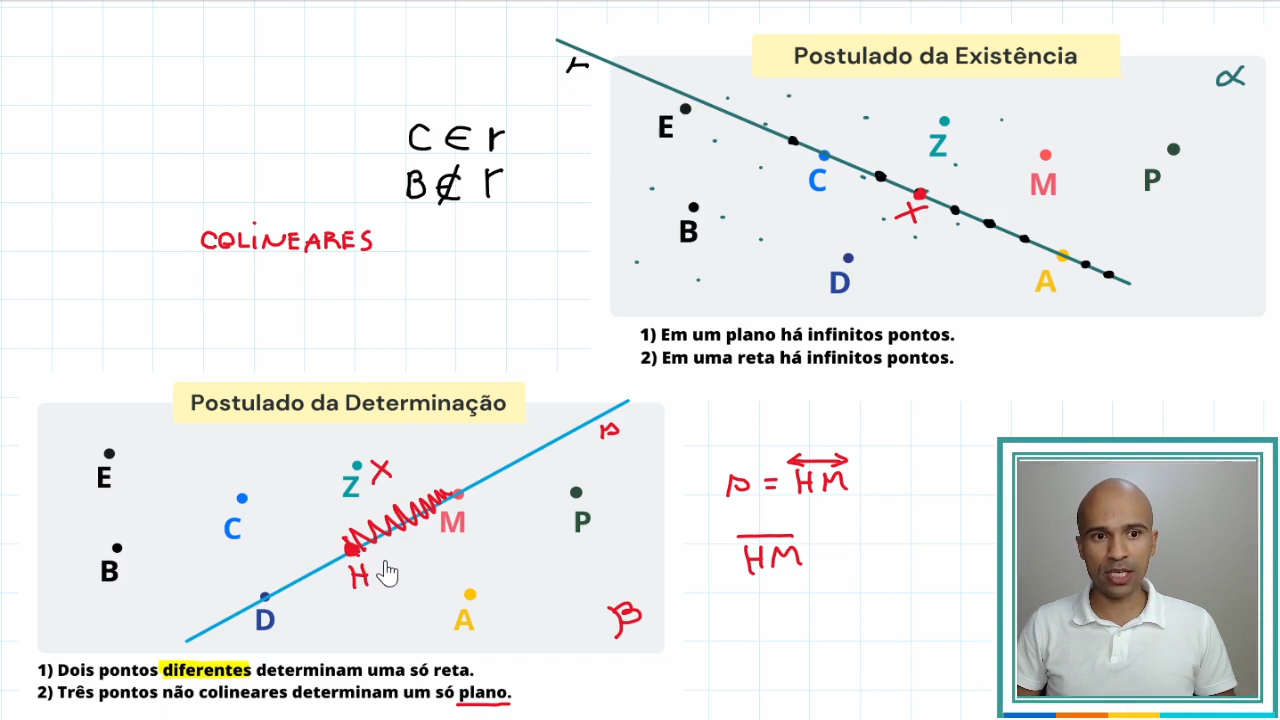 Postulado da Existência
α
r
E
Z
C
M
P
C ∈ r
B ∉ r
B
X
D
A
COLINEARES
1) Em um plano há infinitos pontos.
2) Em uma reta há infinitos pontos.
Postulado da Determinação
s
E
Z X
C
M
P
B
H
D
A
β
s = HM
HM
1) Dois pontos diferentes determinam uma só reta.
2) Três pontos não colineares determinam um só plano.